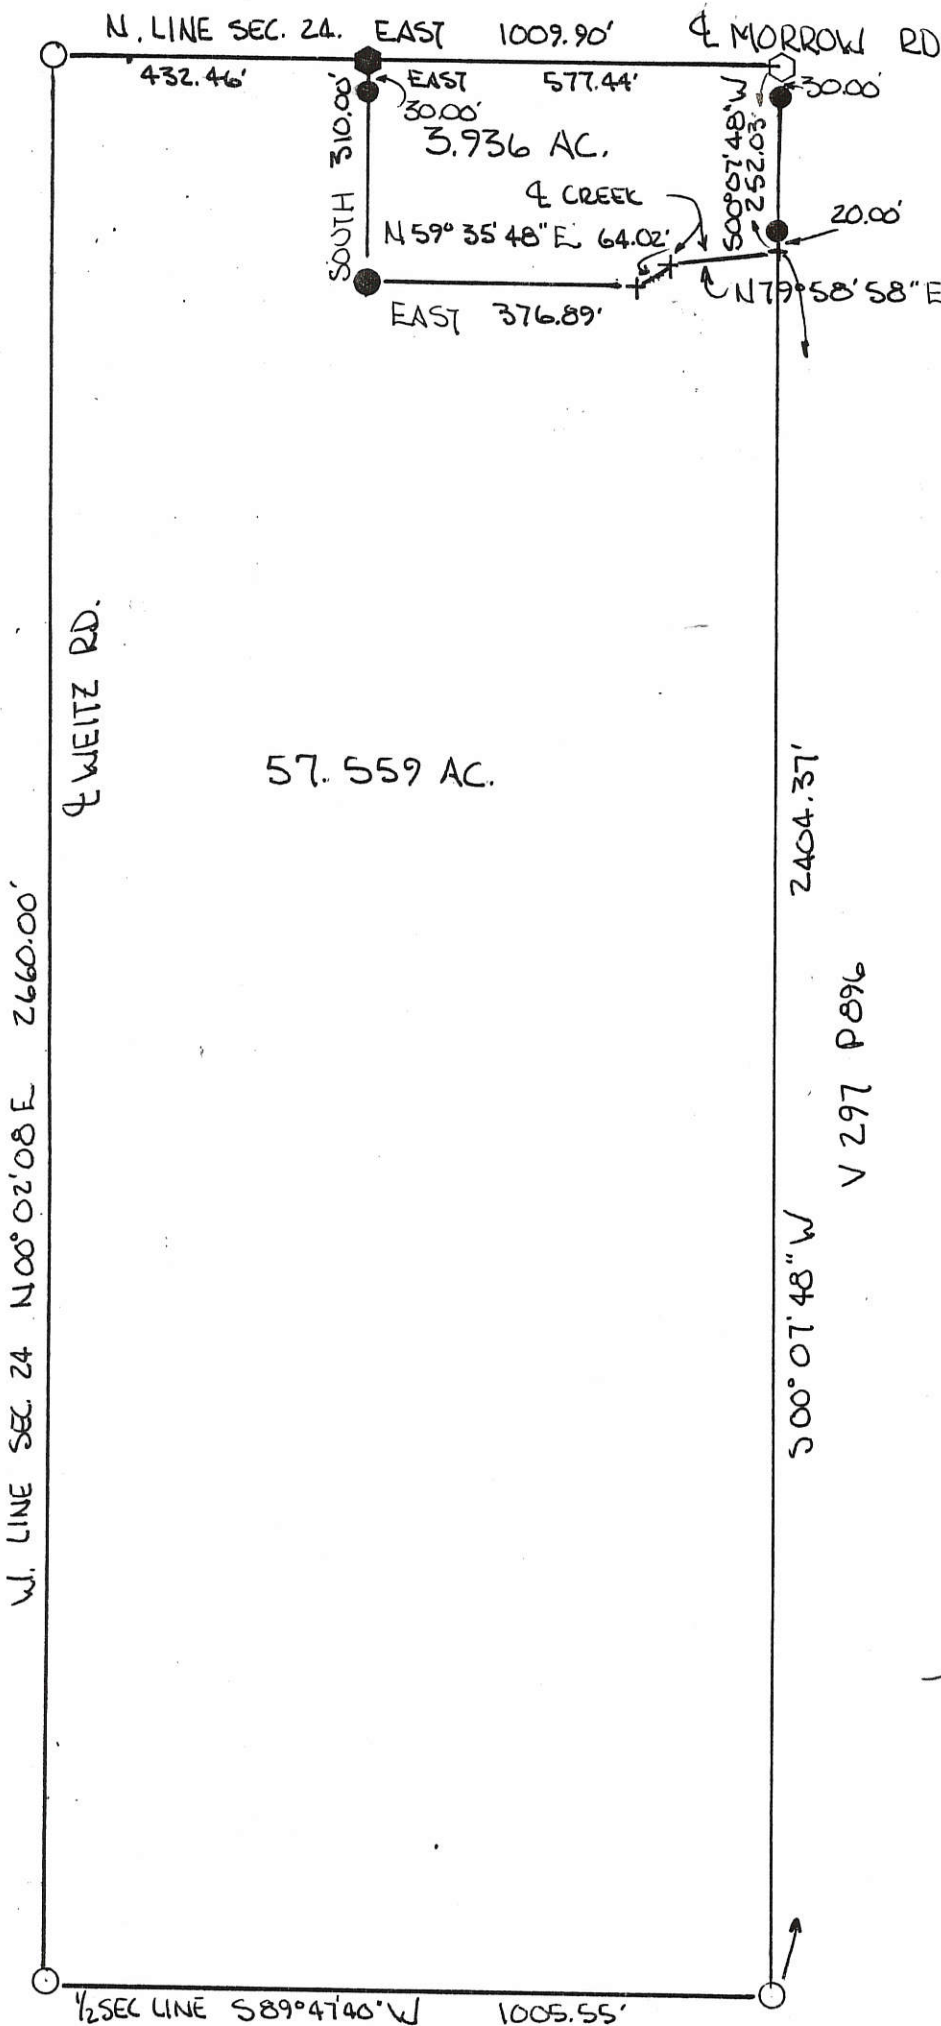 N. LINE SEC. 24. EAST 1009.90' ℄ MORROW RD
432.46' EAST 577.44'
30.00'
30.00'
SOUTH 310.00'
3.936 AC.
S00°07'48"W
252.03'
℄ CREEK
20.00'
N 59° 35' 48" E 64.02'
N79°58'58"E
EAST 376.89'
℄ WEITZ RD.
57.559 AC.
2404.37'
W. LINE SEC. 24 N00°02'08E 2660.00'
V 297 P896
S00°07'48"W
1/2 SEC LINE S89°47'40"W 1005.55'